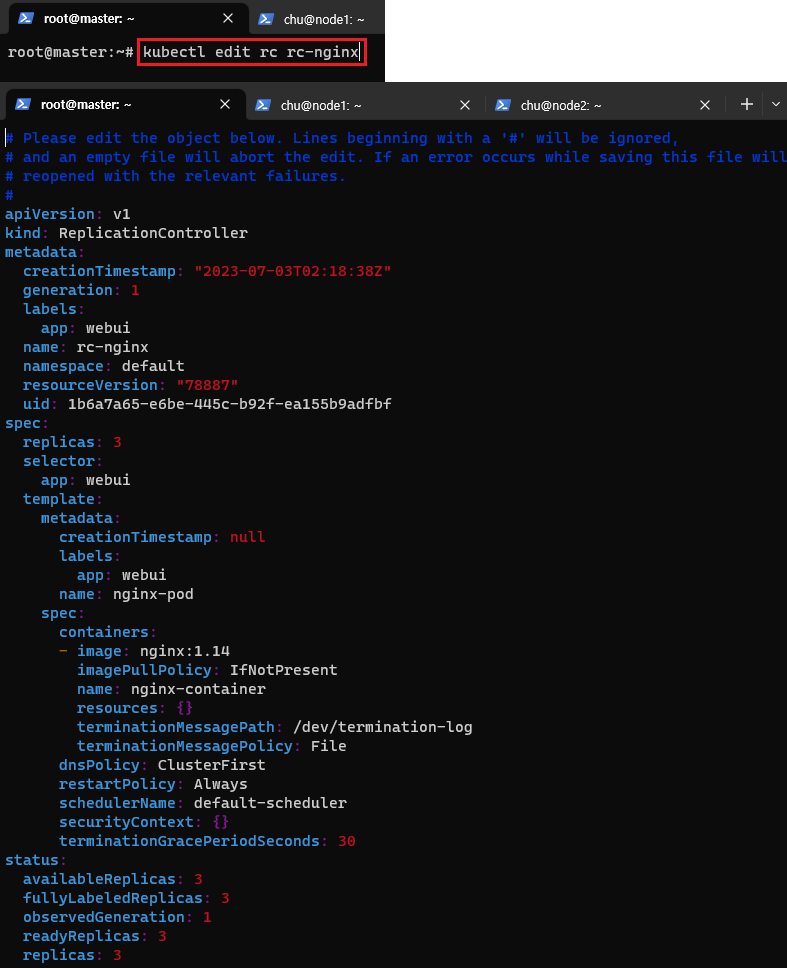 root@master: ~
chu@node1: ~
root@master:~# kubectl edit rc rc-nginx
root@master: ~
chu@node1: ~
chu@node2: ~
# Please edit the object below. Lines beginning with a '#' will be ignored,
# and an empty file will abort the edit. If an error occurs while saving this file will
# reopened with the relevant failures.
#
apiVersion: v1
kind: ReplicationController
metadata:
  creationTimestamp: "2023-07-03T02:18:38Z"
  generation: 1
  labels:
    app: webui
  name: rc-nginx
  namespace: default
  resourceVersion: "78887"
  uid: 1b6a7a65-e6be-445c-b92f-ea155b9adfbf
spec:
  replicas: 3
  selector:
    app: webui
  template:
    metadata:
      creationTimestamp: null
      labels:
        app: webui
      name: nginx-pod
    spec:
      containers:
      - image: nginx:1.14
        imagePullPolicy: IfNotPresent
        name: nginx-container
        resources: {}
        terminationMessagePath: /dev/termination-log
        terminationMessagePolicy: File
      dnsPolicy: ClusterFirst
      restartPolicy: Always
      schedulerName: default-scheduler
      securityContext: {}
      terminationGracePeriodSeconds: 30
status:
  availableReplicas: 3
  fullyLabeledReplicas: 3
  observedGeneration: 1
  readyReplicas: 3
  replicas: 3